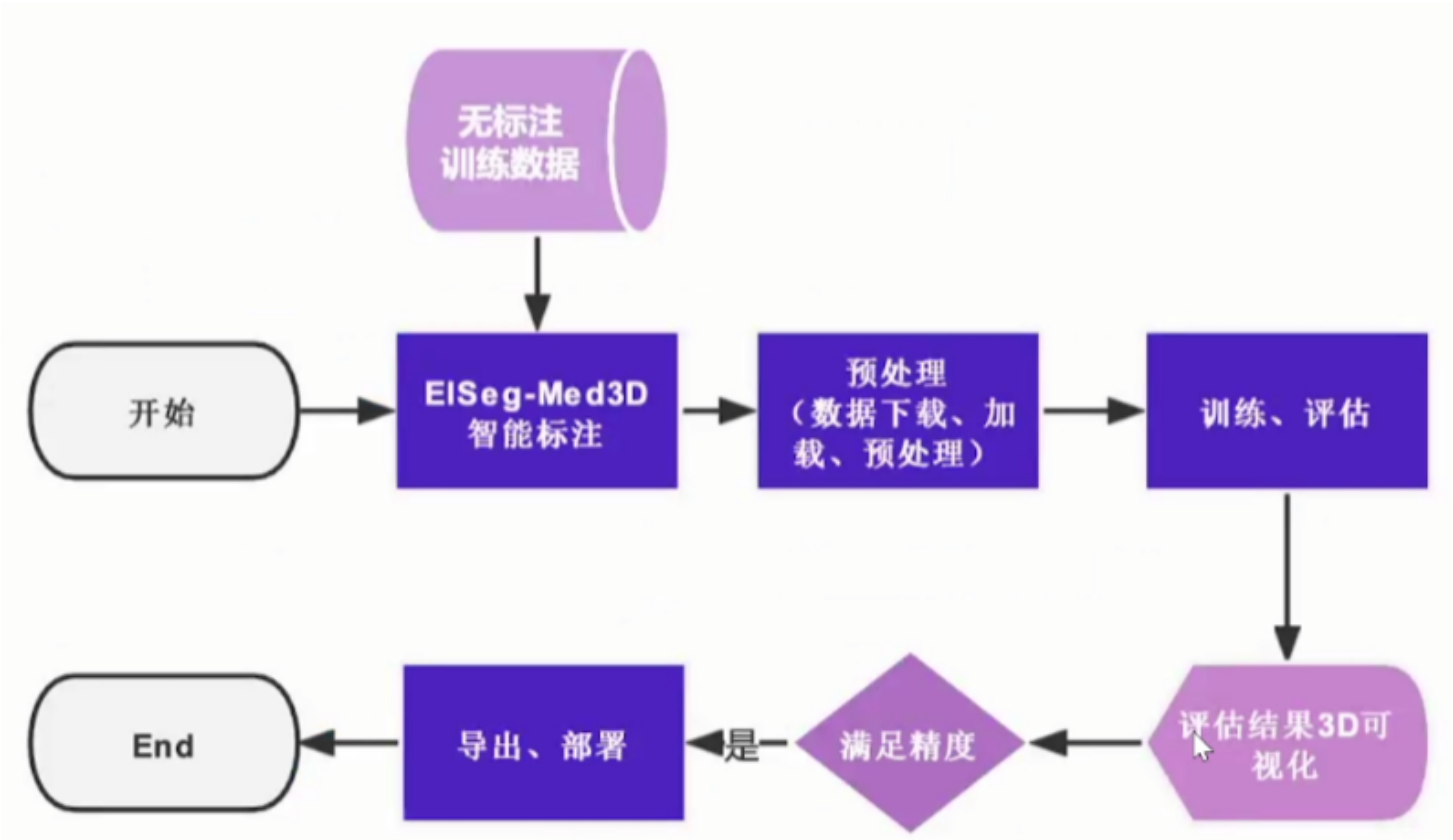 无标注
训练数据
开始
EISeg-Med3D
智能标注
预处理
（数据下载、加
载、预处理）
训练、评估
End
导出、部署
是
满足精度
评估结果3D可
视化